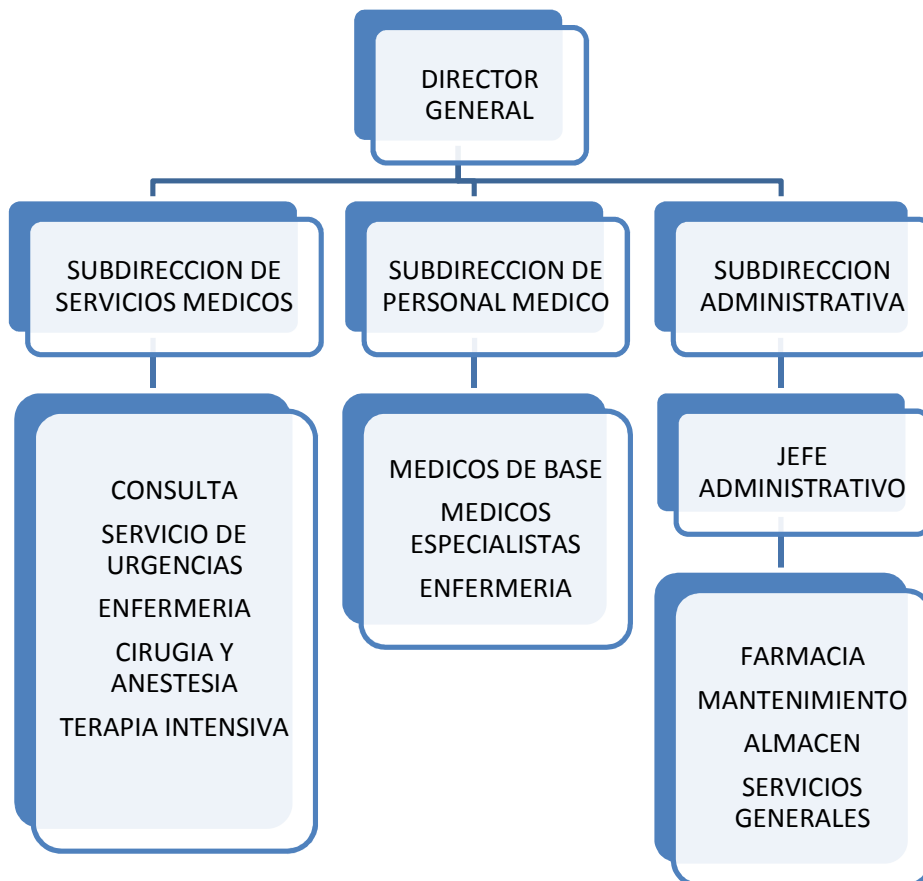 DIRECTOR
GENERAL
SUBDIRECCION DE
SERVICIOS MEDICOS
SUBDIRECCION DE
PERSONAL MEDICO
SUBDIRECCION
ADMINISTRATIVA
CONSULTA
SERVICIO DE
URGENCIAS
ENFERMERIA
CIRUGIA Y
ANESTESIA
TERAPIA INTENSIVA
MEDICOS DE BASE
MEDICOS
ESPECIALISTAS
ENFERMERIA
JEFE
ADMINISTRATIVO
FARMACIA
MANTENIMIENTO
ALMACEN
SERVICIOS
GENERALES